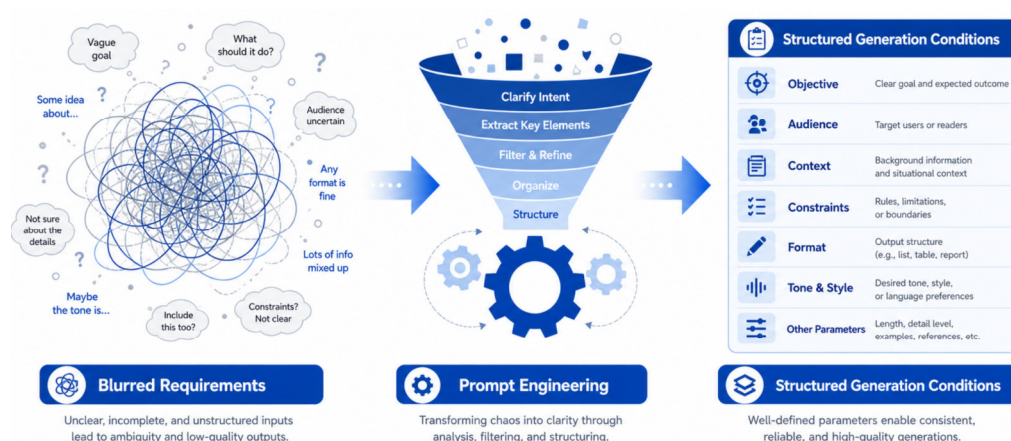 Vague
goal
What
should it do?
Some idea
about...
Audience
uncertain
Any
format is
fine
Not sure
about the
details
Lots of info
mixed up
Maybe
the tone is...
Include
this too?
Constraints?
Not clear
Blurred Requirements
Unclear, incomplete, and unstructured inputs
lead to ambiguity and low-quality outputs.
Clarify Intent
Extract Key Elements
Filter & Refine
Organize
Structure
Prompt Engineering
Transforming chaos into clarity through
analysis, filtering, and structuring.
Structured Generation Conditions
Objective
Clear goal and expected outcome
Audience
Target users or readers
Context
Background information
and situational context
Constraints
Rules, limitations,
or boundaries
Format
Output structure
(e.g., list, table, report)
Tone & Style
Desired tone, style,
or language preferences
Other Parameters
Length, detail level,
examples, references, etc.
Structured Generation Conditions
Well-defined parameters enable consistent,
reliable, and high-quality generations.